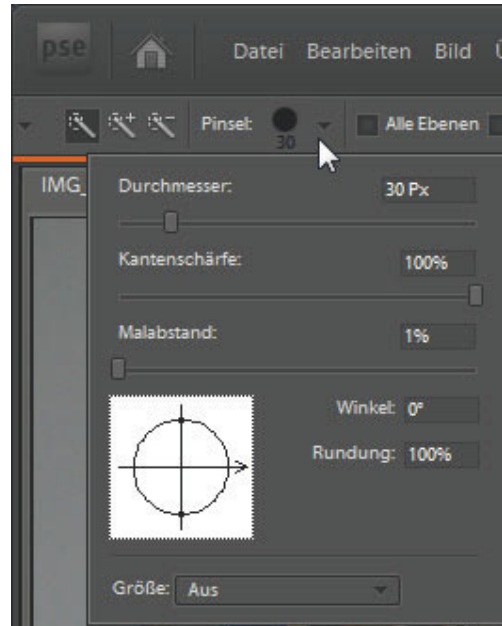 pse Datei Bearbeiten Bild Ü
Pinsel: 30 Alle Ebenen
IMG_
Durchmesser: 30 Px
Kantenschärfe: 100%
Malabstand: 1%
Winkel: 0°
Rundung: 100%
Größe: Aus